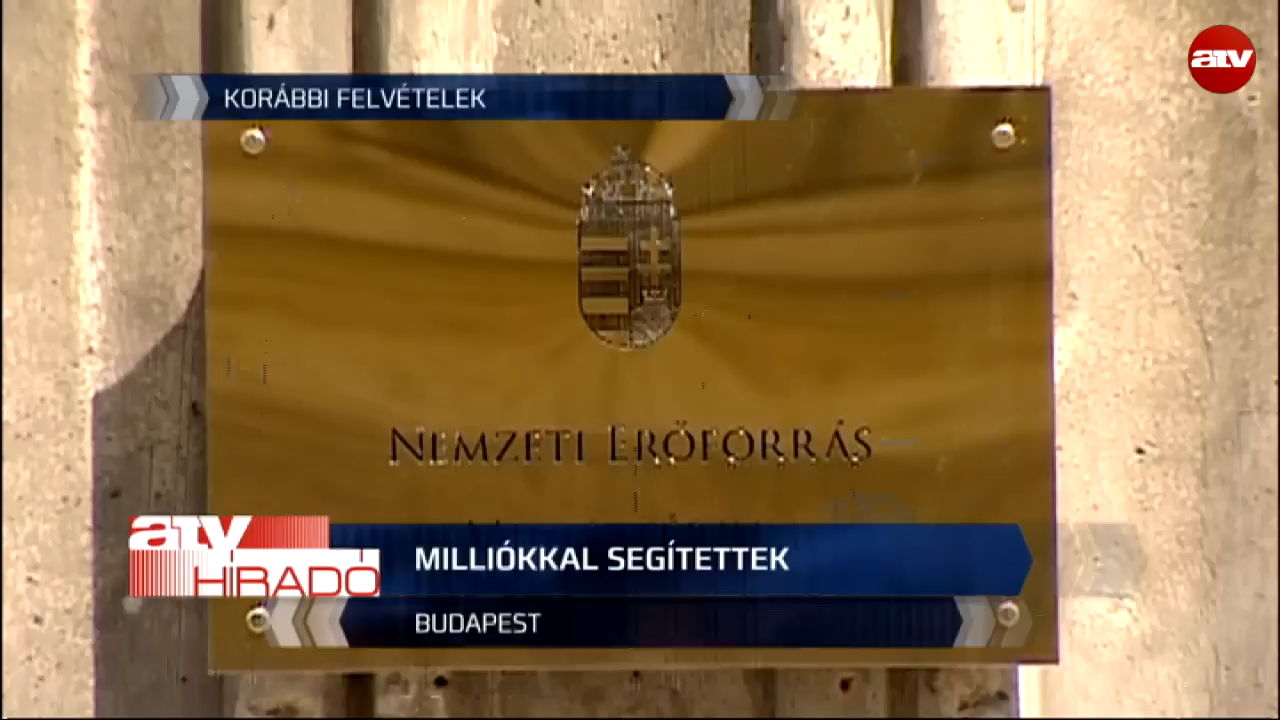 atv
KORÁBBI FELVÉTELEK
NEMZETI ERŐFORRÁS
atv
HÍRADÓ
MILLIÓKKAL SEGÍTETTEK
BUDAPEST